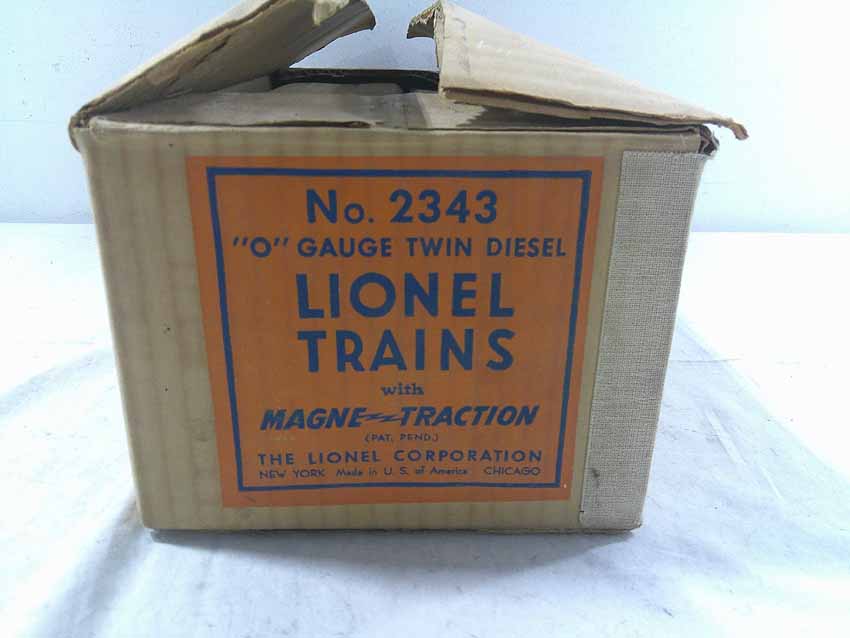 No. 2343
"O" GAUGE TWIN DIESEL
LIONEL
TRAINS
with
MAGNE-TRACTION
(PAT. PEND.)
THE LIONEL CORPORATION
NEW YORK Made in U. S. of America CHICAGO